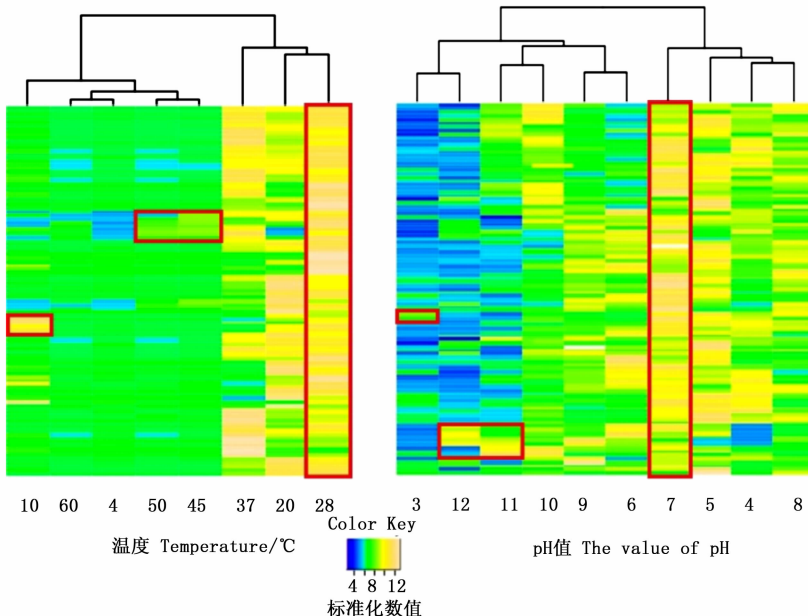 10 60 4 50 45 37 20 28
3 12 11 10 9 6 7 5 4 8
温度 Temperature/℃
pH值 The value of pH
Color Key
4 8 12
标准化数值